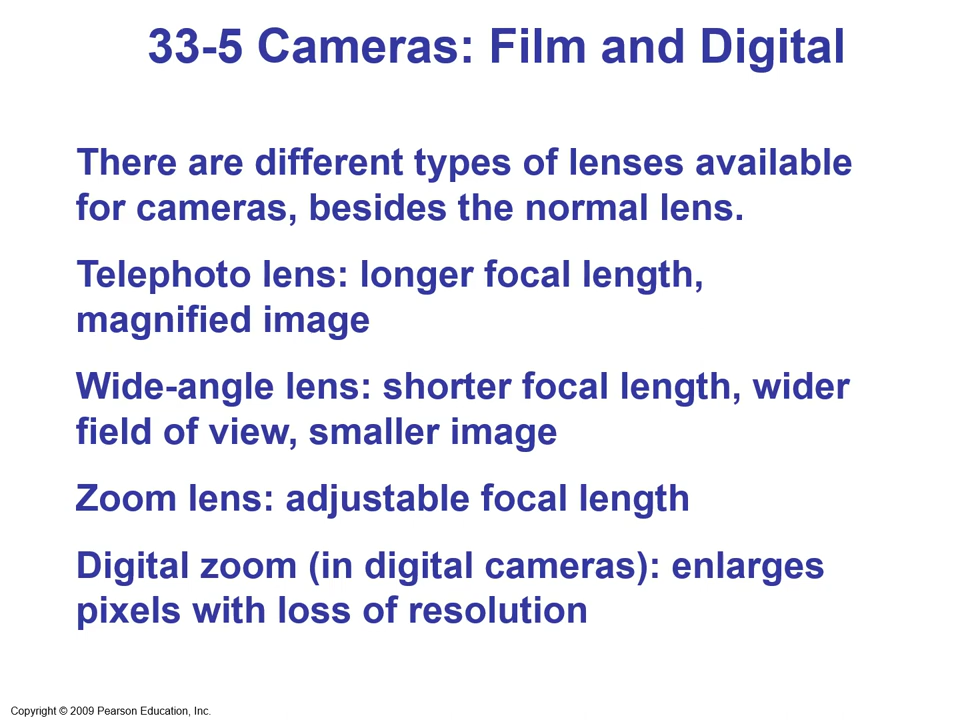 33-5 Cameras: Film and Digital
There are different types of lenses available
for cameras, besides the normal lens.
Telephoto lens: longer focal length,
magnified image
Wide-angle lens: shorter focal length, wider
field of view, smaller image
Zoom lens: adjustable focal length
Digital zoom (in digital cameras): enlarges
pixels with loss of resolution
Copyright © 2009 Pearson Education, Inc.